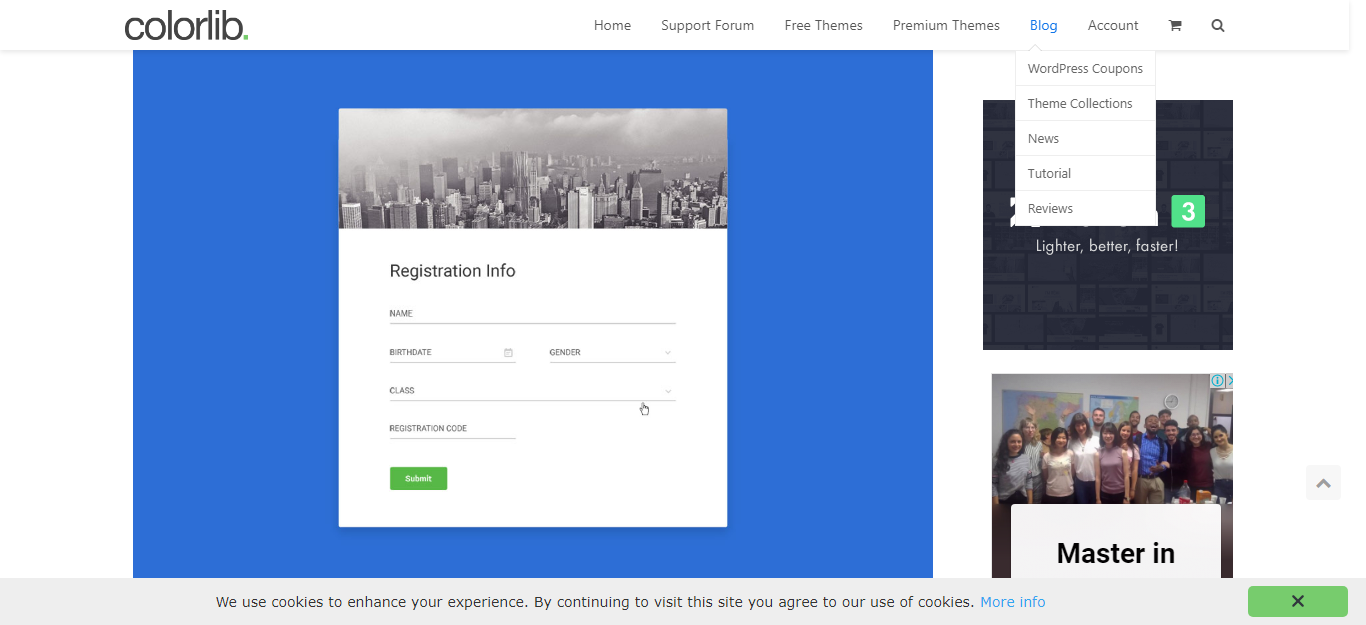 colorlib.
Home Support Forum Free Themes Premium Themes Blog Account
WordPress Coupons
Theme Collections
News
Tutorial
Reviews
3
Lighter, better, faster!
Registration Info
NAME
BIRTHDATE GENDER
CLASS
REGISTRATION CODE
Submit
Master in
We use cookies to enhance your experience. By continuing to visit this site you agree to our use of cookies. More info